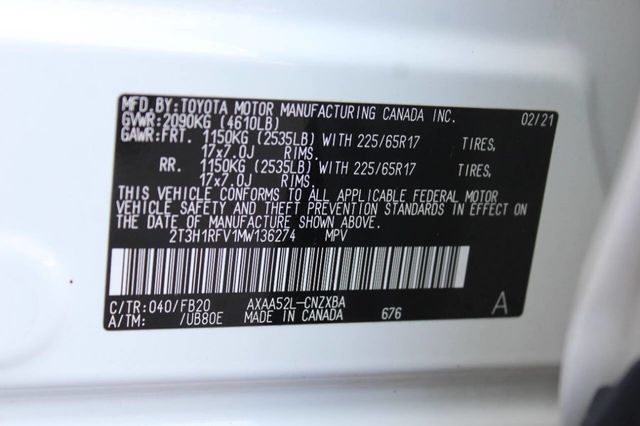 MFD.BY:TOYOTA MOTOR MANUFACTURING CANADA INC. 02/21
GVWR:2090KG (4610LB)
GAWR:FRT. 1150KG (2535LB) WITH 225/65R17 TIRES,
17x7.0J RIMS.
RR. 1150KG (2535LB) WITH 225/65R17 TIRES,
17x7.0J RIMS.
THIS VEHICLE CONFORMS TO ALL APPLICABLE FEDERAL MOTOR
VEHICLE SAFETY AND THEFT PREVENTION STANDARDS IN EFFECT ON
THE DATE OF MANUFACTURE SHOWN ABOVE.
2T3H1RFV1MW136274 MPV
C/TR:040/FB20 AXAA52L-CNZXBA A
A/TM: /UB80E MADE IN CANADA 676